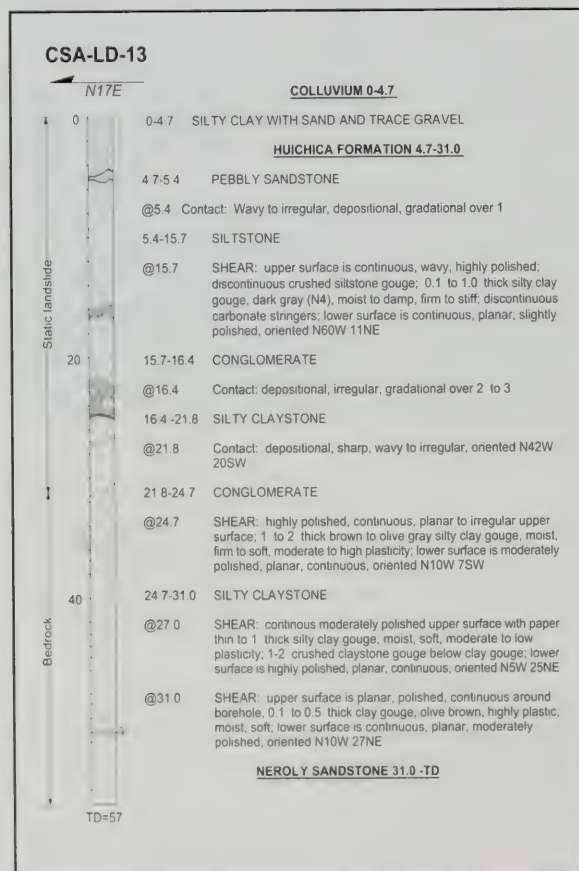 CSA-LD-13
N17E
COLLUVIUM 0-4.7
0
0-4 7 SILTY CLAY WITH SAND AND TRACE GRAVEL
HUICHICA FORMATION 4.7-31.0
4 7-5 4 PEBBLY SANDSTONE
@5.4 Contact: Wavy to irregular, depositional, gradational over 1
5.4-15.7 SILTSTONE
@15.7 SHEAR: upper surface is continuous, wavy, highly polished;
discontinuous crushed siltstone gouge; 0.1 to 1.0 thick silty clay
gouge, dark gray (N4), moist to damp, firm to stiff; discontinuous
carbonate stringers; lower surface is continuous, planar, slightly
polished, oriented N60W 11NE
Static landslide
20
15.7-16.4 CONGLOMERATE
@16.4 Contact: depositional, irregular, gradational over 2 to 3
16 4 -21.8 SILTY CLAYSTONE
@21.8 Contact: depositional, sharp, wavy to irregular, oriented N42W
20SW
21 8-24 7 CONGLOMERATE
@24.7 SHEAR: highly polished, continuous, planar to irregular upper
surface; 1 to 2 thick brown to olive gray silty clay gouge, moist,
firm to soft, moderate to high plasticity; lower surface is moderately
polished, planar, continuous, oriented N10W 7SW
40
24 7-31.0 SILTY CLAYSTONE
@27 0 SHEAR: continous moderately polished upper surface with paper
thin to 1 thick silty clay gouge, moist, soft, moderate to low
plasticity; 1-2 crushed claystone gouge below clay gouge; lower
surface is highly polished, planar, continuous, oriented N5W 25NE
Bedrock
@31 0 SHEAR: upper surface is planar, polished, continuous around
borehole, 0.1 to 0.5 thick clay gouge, olive brown, highly plastic,
moist, soft; lower surface is continuous, planar, moderately
polished, oriented N10W 27NE
NEROLY SANDSTONE 31.0 -TD
TD=57